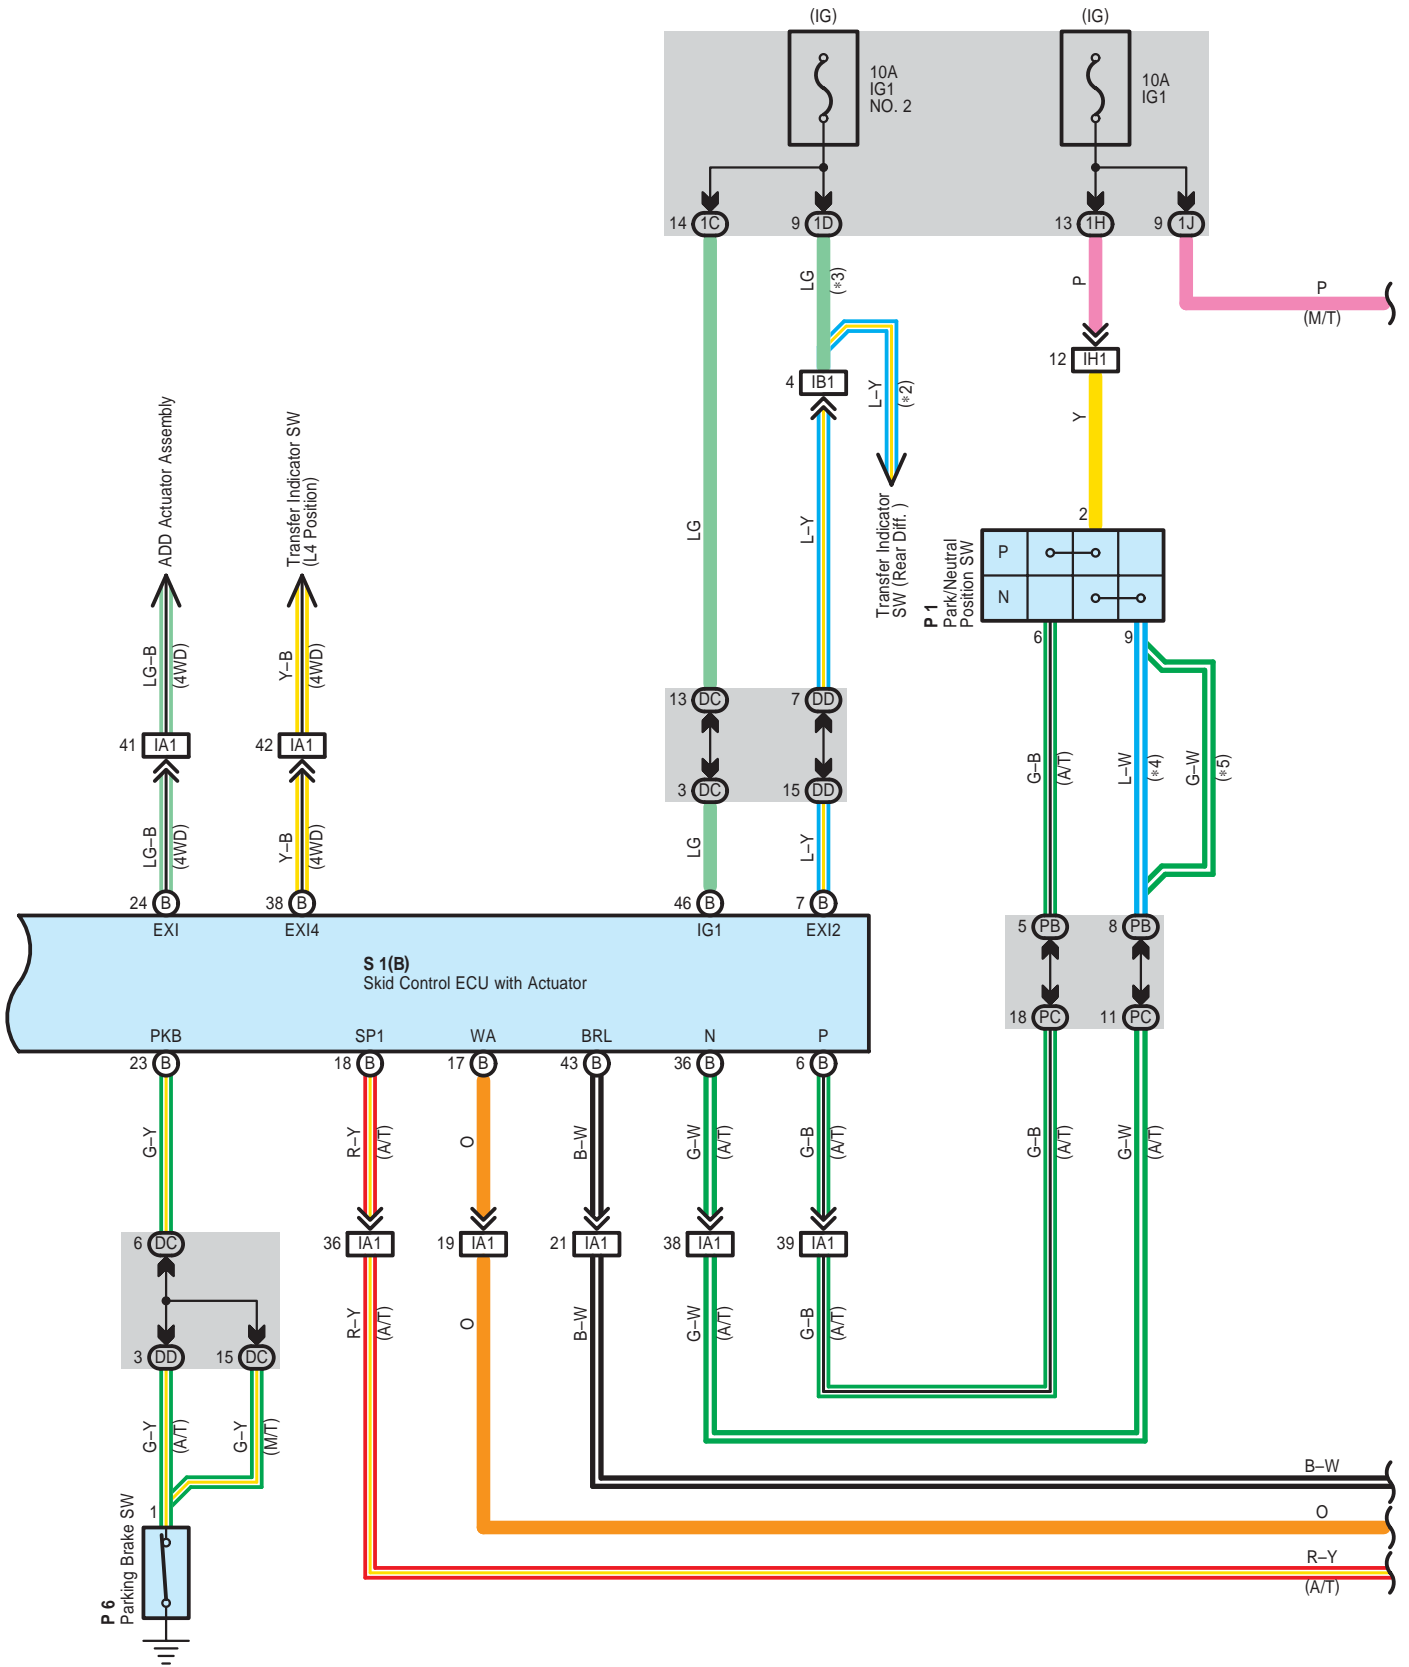 (IG)
(IG)
10A
IG1
NO. 2
10A
IG1
14 1C
9 1D
13 1H
9 1J
LG
(*3)
P
P
(M/T)
12 IH1
4 IB1
L–Y
(*2)
Y
ADD Actuator Assembly
Transfer Indicator SW
(L4 Position)
LG
L–Y
Transfer Indicator
SW (Rear Diff. )
2
P 1
Park/Neutral
Position SW
P
N
6
9
LG–B
(4WD)
Y–B
(4WD)
13 DC
7 DD
41 IA1
42 IA1
G–B
(A/T)
L–W
(*4)
G–W
(*5)
3 DC
15 DD
LG–B
(4WD)
Y–B
(4WD)
LG
L–Y
24 B
38 B
46 B
7 B
EXI
EXI4
IG1
EXI2
5 PB
8 PB
S 1(B)
Skid Control ECU with Actuator
18 PC
11 PC
PKB
SP1
WA
BRL
N
P
23 B
18 B
17 B
43 B
36 B
6 B
G–Y
R–Y
(A/T)
O
B–W
G–W
(A/T)
G–B
(A/T)
G–B
(A/T)
G–W
(A/T)
6 DC
36 IA1
19 IA1
21 IA1
38 IA1
39 IA1
R–Y
(A/T)
O
B–W
G–W
(A/T)
G–B
(A/T)
3 DD
15 DC
G–Y
(A/T)
G–Y
(M/T)
B–W
1
O
P 6
Parking Brake SW
R–Y
(A/T)